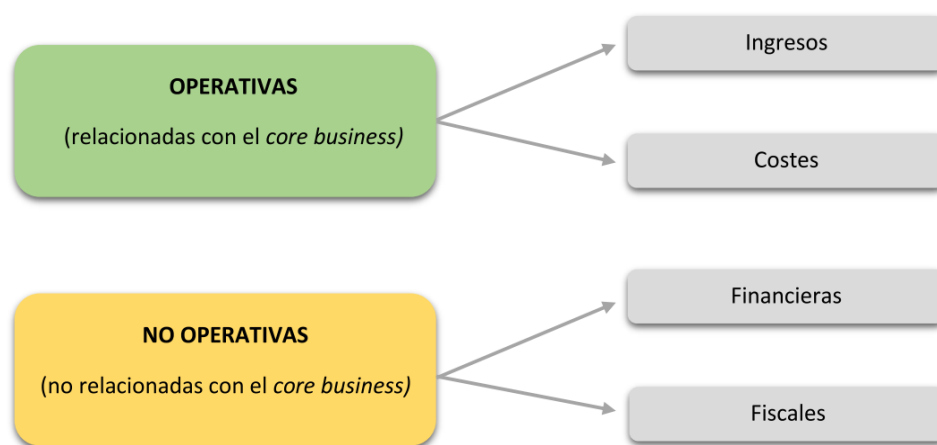 OPERATIVAS
(relacionadas con el core business)
Ingresos
Costes
NO OPERATIVAS
(no relacionadas con el core business)
Financieras
Fiscales